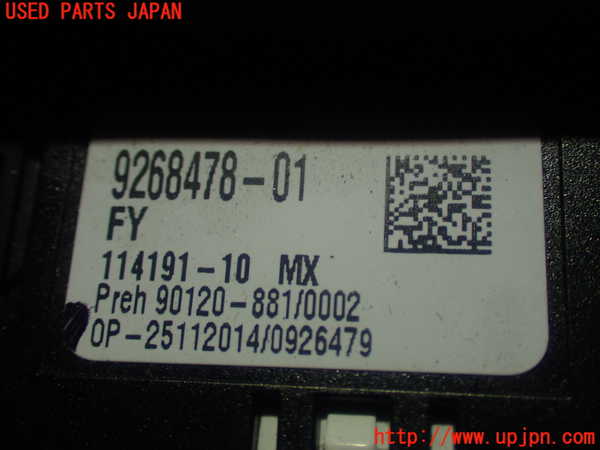 USED PARTS JAPAN
9268478-01
FY
114191-10 MX
Preh 90120-881/0002
OP-25112014/0926479
http://www.upjpn.com/